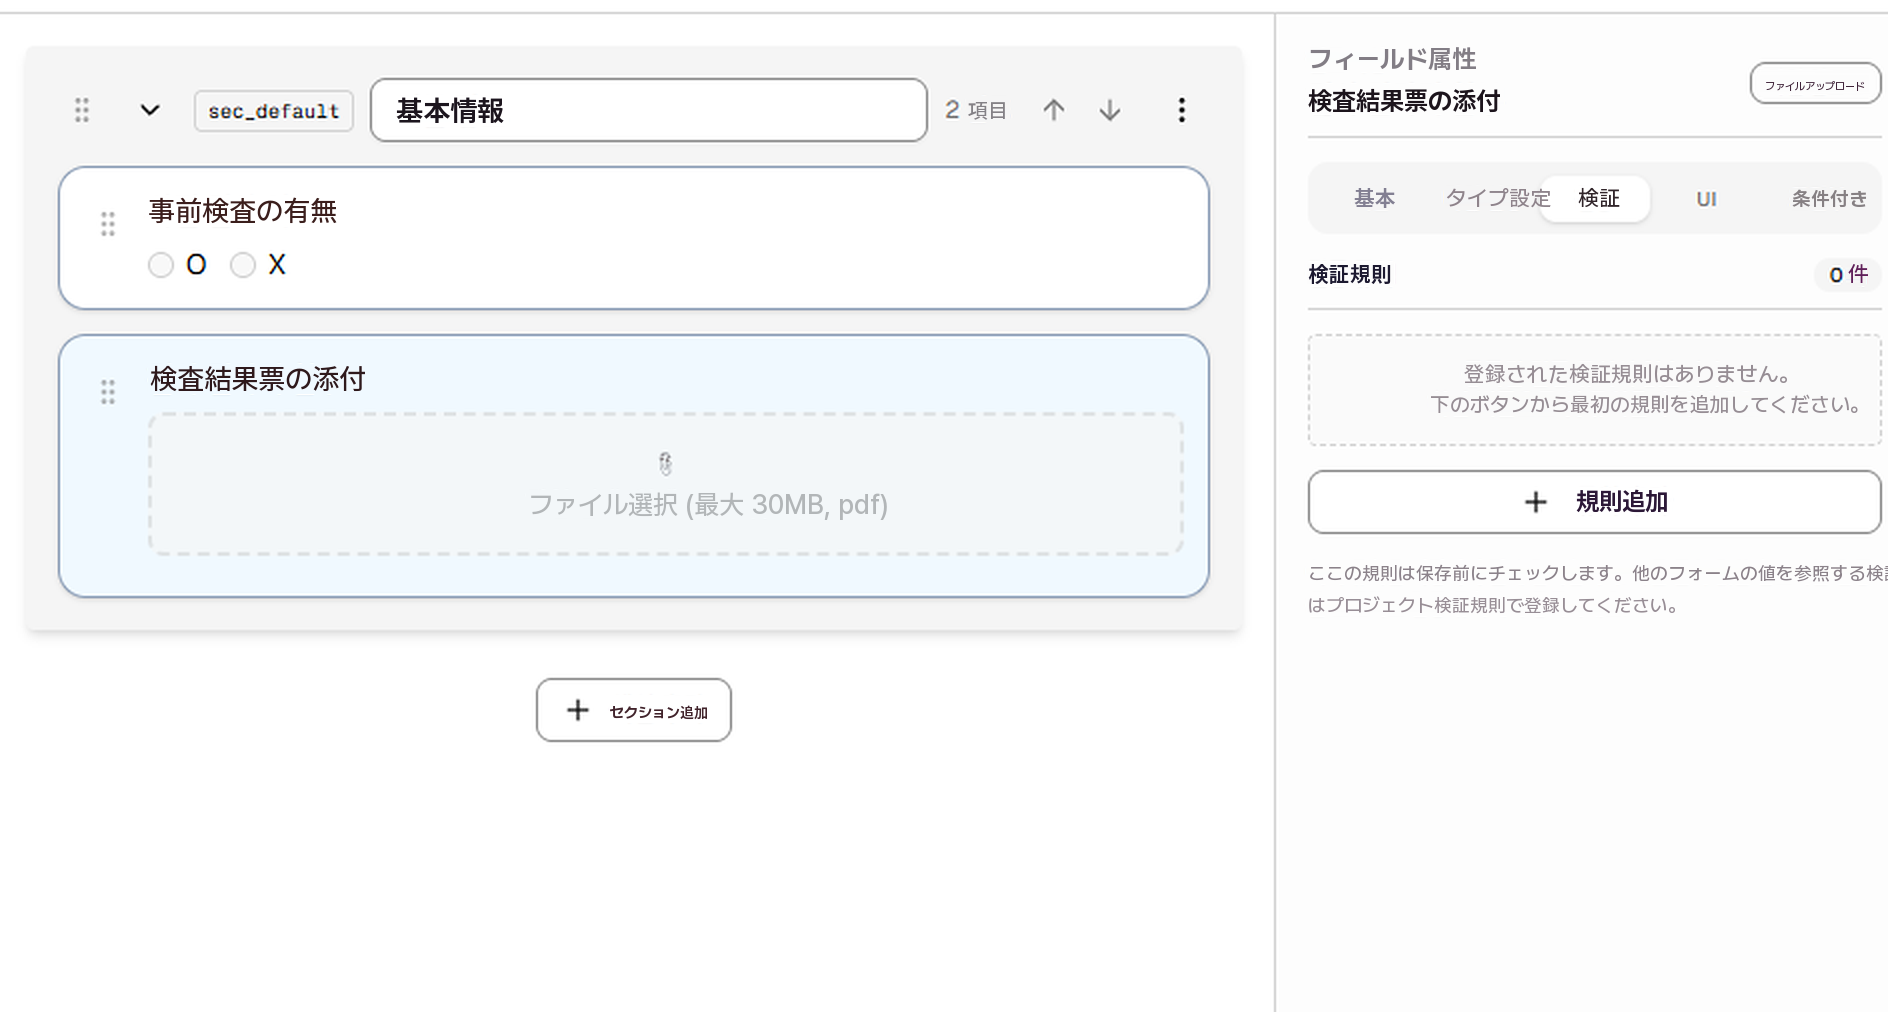 sec_default
基本情報
2 項目
事前検査の有無
O X
検査結果票の添付
ファイル選択 (最大 30MB, pdf)
セクション追加
フィールド属性
検査結果票の添付
ファイルアップロード
基本 タイプ設定 検証 UI 条件付き
検証規則
0 件
登録された検証規則はありません。
下のボタンから最初の規則を追加してください。
規則追加
ここの規則は保存前にチェックします。他のフォームの値を参照する検
はプロジェクト検証規則で登録してください。